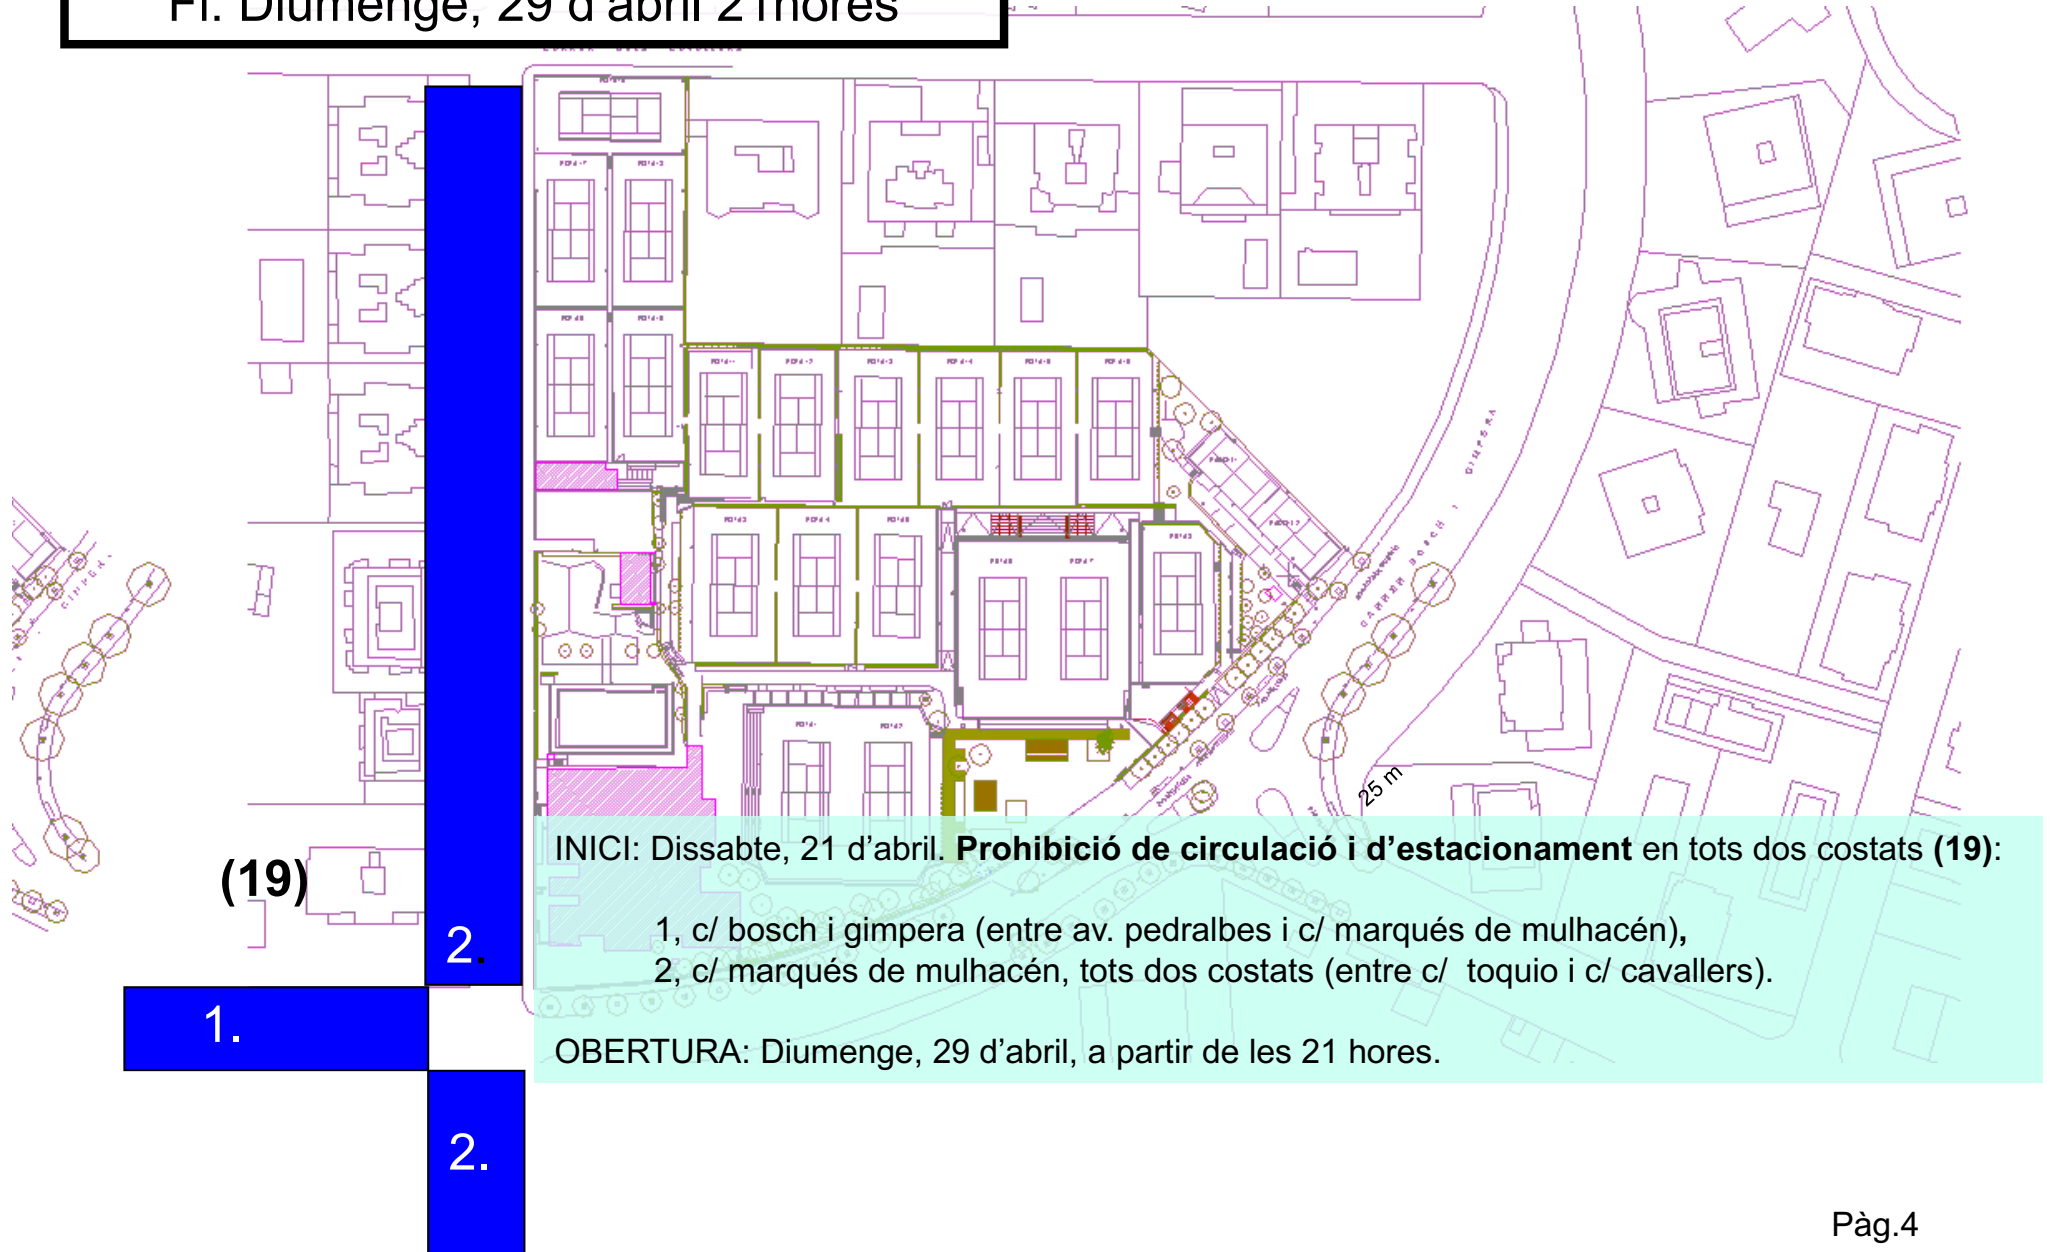 FI: Diumenge, 29 d'abril 21hores
25 m
INICI: Dissabte, 21 d'abril. Prohibició de circulació i d'estacionament en tots dos costats (19):
(19)
1, c/ bosch i gimpera (entre av. pedralbes i c/ marqués de mulhacén),
2.
2, c/ marqués de mulhacén, tots dos costats (entre c/ toquio i c/ cavallers).
1.
OBERTURA: Diumenge, 29 d'abril, a partir de les 21 hores.
2.
Pàg.4